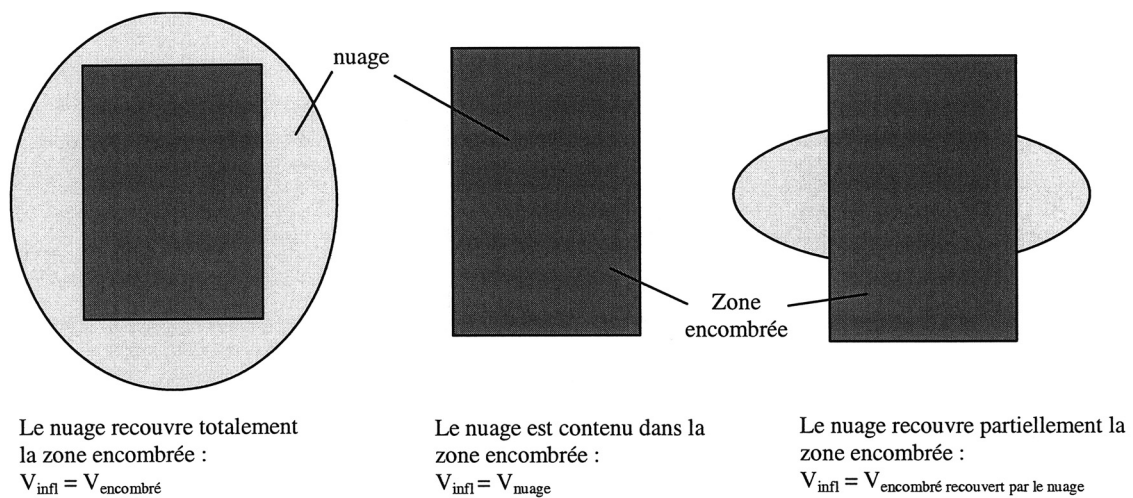 nuage
Zone
encombrée
Le nuage recouvre totalement
la zone encombrée :
V_infl = V_encombré
Le nuage est contenu dans la
zone encombrée :
V_infl = V_nuage
Le nuage recouvre partiellement la
zone encombrée :
V_infl = V_encombré recouvert par le nuage